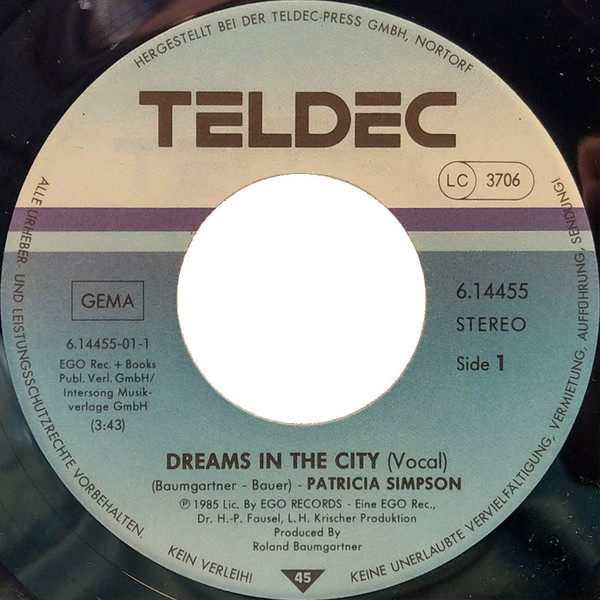 HERGESTELLT BEI DER TELDEC-PRESS GMBH, NORTORF
TELDEC
LC 3706
GEMA
6.14455-01-1
EGO Rec. + Books
Publ. Verl. GmbH/
Intersong Musik-
verlage GmbH
(3:43)
6.14455
STEREO
Side 1
DREAMS IN THE CITY (Vocal)
(Baumgartner - Bauer) - PATRICIA SIMPSON
℗ 1985 Lic. By EGO RECORDS - Eine EGO Rec.,
Dr. H.-P. Fausel, L.H. Krischer Produktion
Produced By
Roland Baumgartner
45
ALLE URHEBER- UND LEISTUNGSSCHUTZRECHTE VORBEHALTEN.
KEIN VERLEIH! KEINE UNERLAUBTE VERVIELFÄLTIGUNG, VERMIETUNG, AUFFÜHRUNG, SENDUNG!